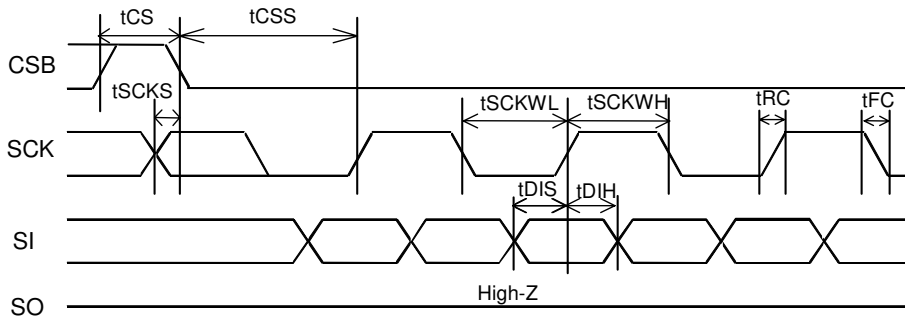 tCS
tCSS
CSB
tSCKS
tSCKWL
tSCKWH
tRC
tFC
SCK
tDIS
tDIH
SI
High-Z
SO